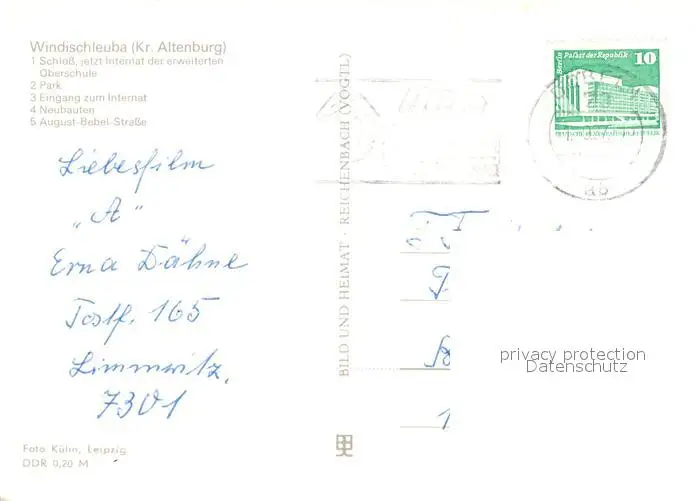 Windischleuba (Kr. Altenburg)
1 Schloß, jetzt Internat der erweiterten
Oberschule
2 Park
3 Eingang zum Internat
4 Neubauten
5 August-Bebel-Straße
Liebesfilm
„A"
Erna Dähne
Postf. 165
Limmritz
7301
Foto Kühn, Leipzig
DDR 0,20 M
BILD UND HEIMAT · REICHENBACH (VOGTL)
Berlin, Palast der Republik
10
DEUTSCHE DEMOKRATISCHE REPUBLIK
privacy protection
Datenschutz